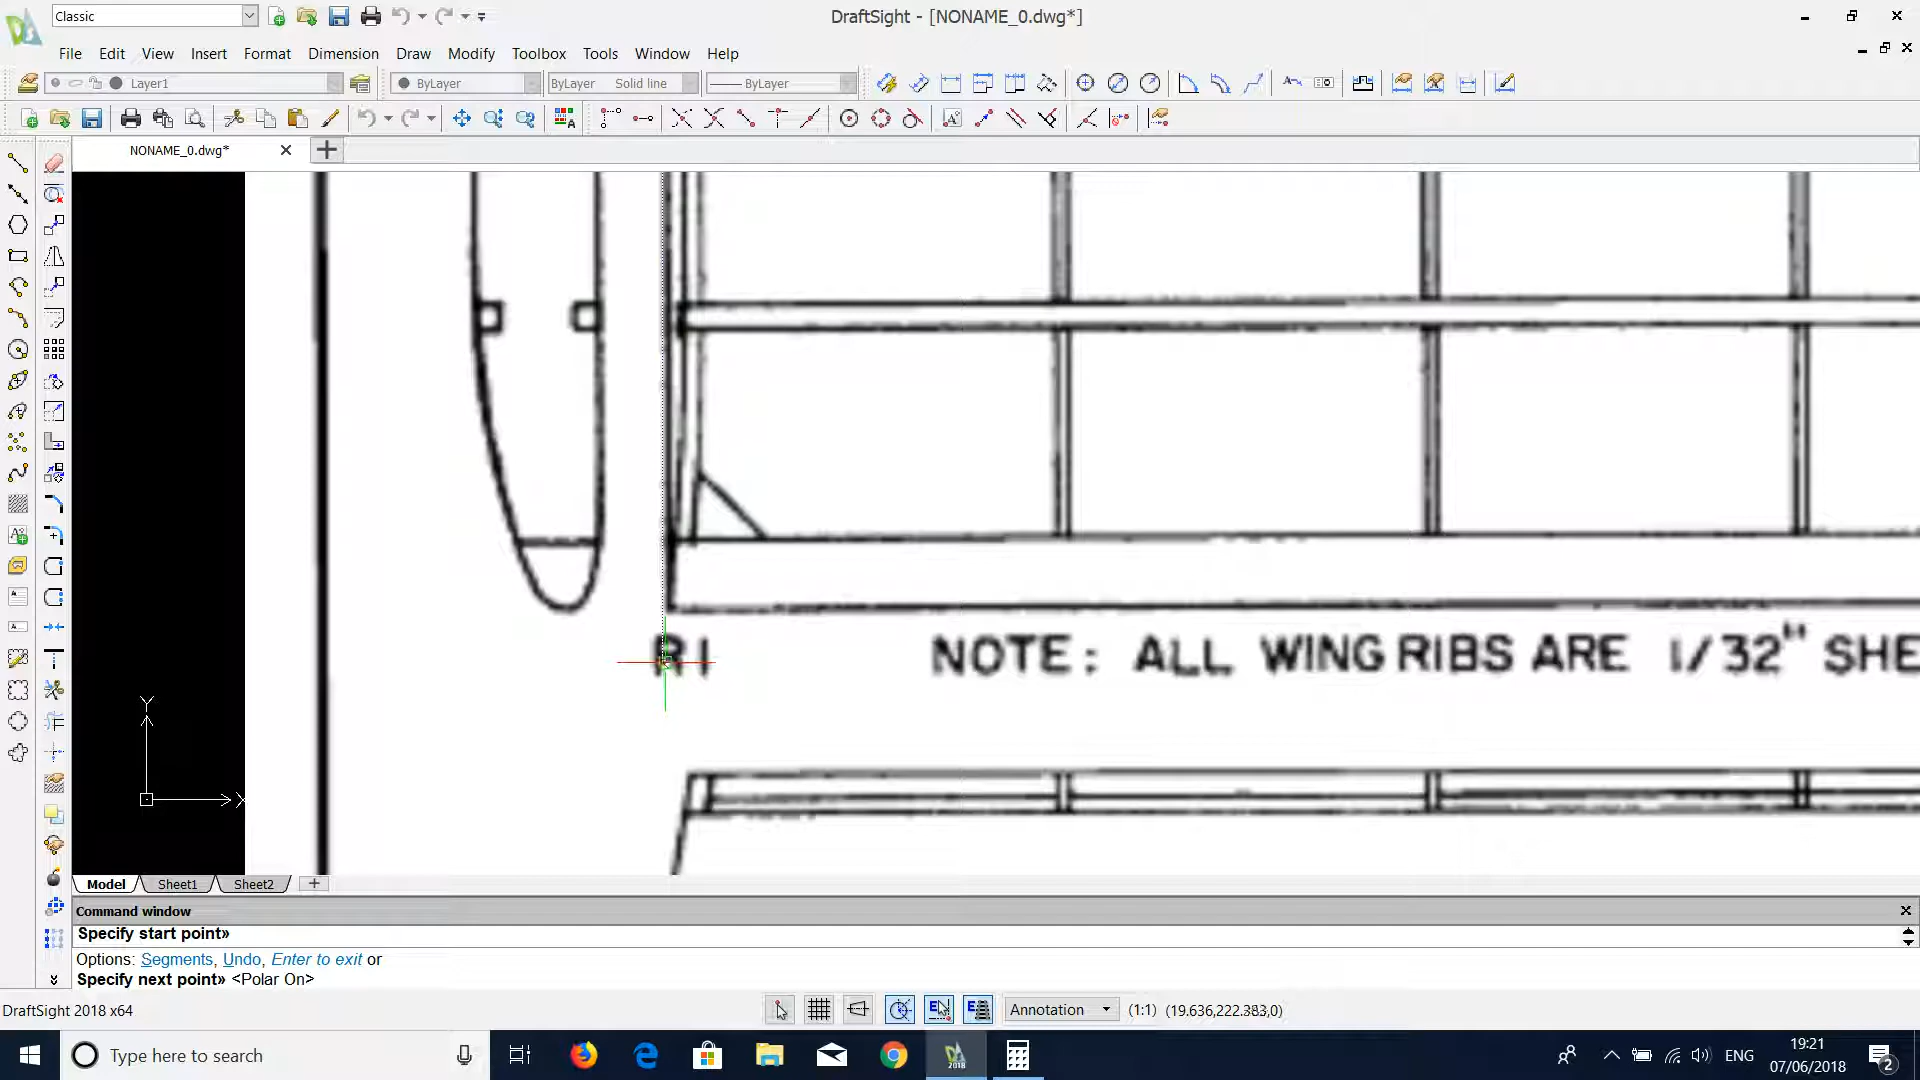 Classic
DraftSight - [NONAME_0.dwg*]
File Edit View Insert Format Dimension Draw Modify Toolbox Tools Window Help
Layer1 ByLayer ByLayer Solid line ByLayer
NONAME_0.dwg*
R1 NOTE: ALL WING RIBS ARE 1/32" SHE
Y
X
Model Sheet1 Sheet2
Command window
Specify start point»
Options: Segments, Undo, Enter to exit or
Specify next point» <Polar On>
DraftSight 2018 x64 Annotation (1:1) (19.636,222.383,0)
Type here to search
2018
ENG
19:21
07/06/2018
2